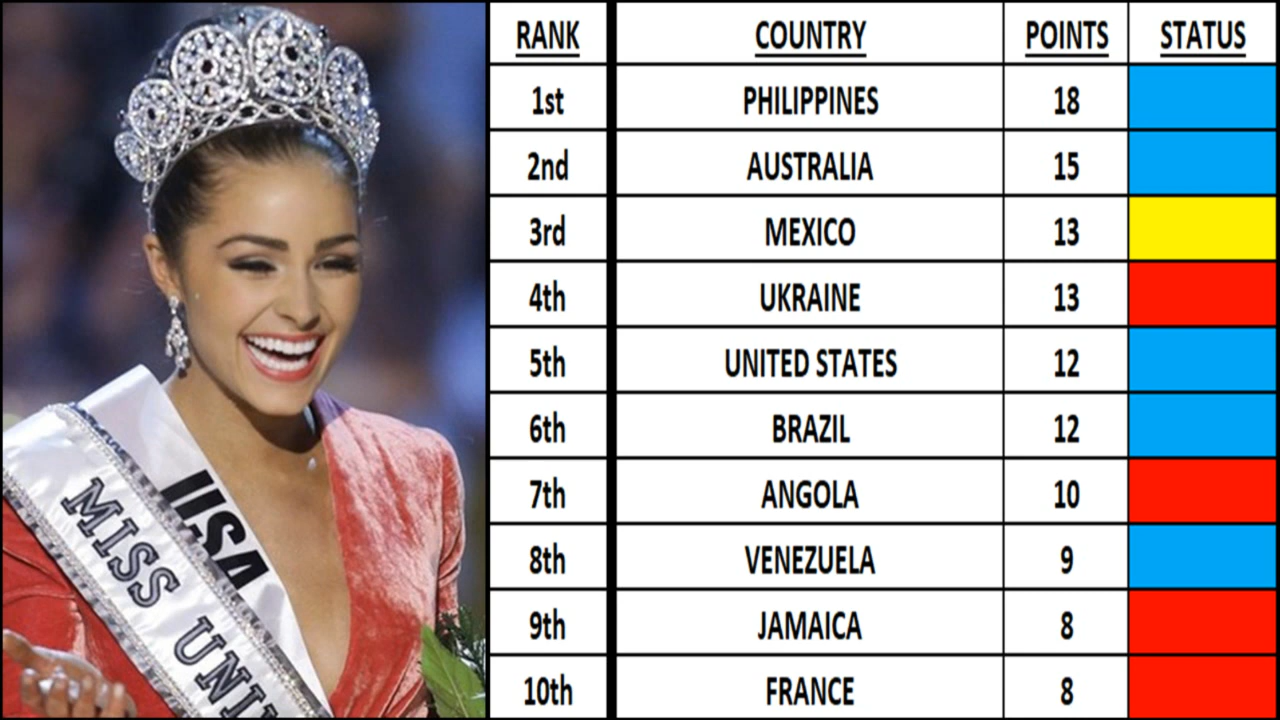 USA
MISS UNI
RANK COUNTRY POINTS STATUS
1st PHILIPPINES 18
2nd AUSTRALIA 15
3rd MEXICO 13
4th UKRAINE 13
5th UNITED STATES 12
6th BRAZIL 12
7th ANGOLA 10
8th VENEZUELA 9
9th JAMAICA 8
10th FRANCE 8